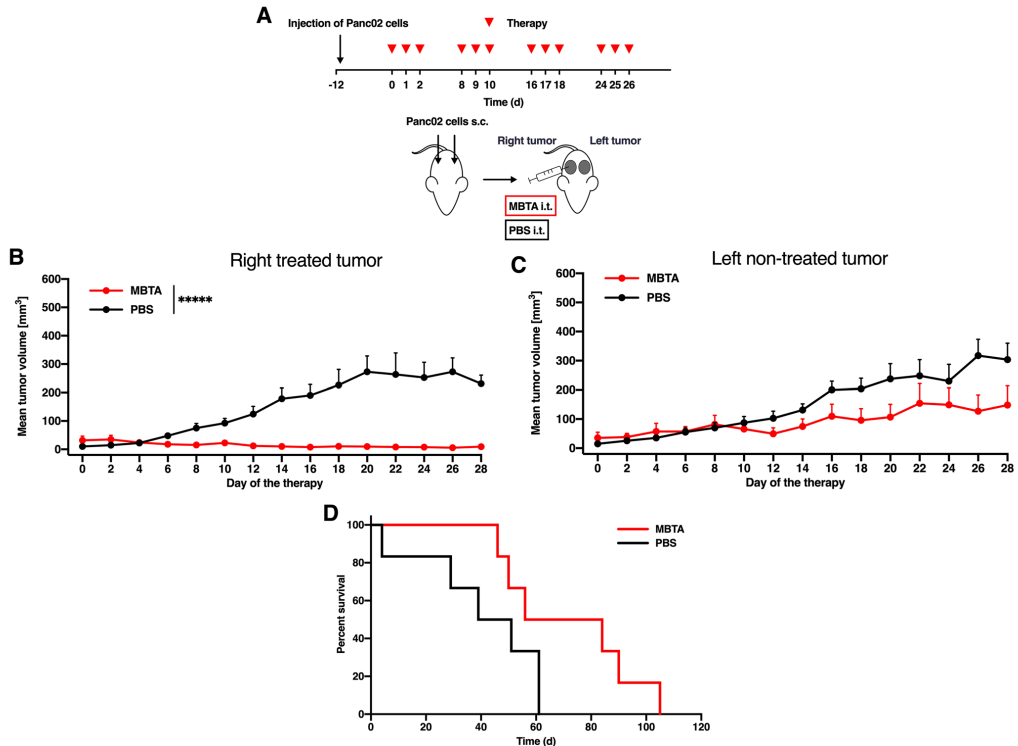 A
Injection of Panc02 cells
Therapy
-12 0 1 2 8 9 10 16 17 18 24 25 26
Time (d)
Panc02 cells s.c.
Right tumor Left tumor
MBTA i.t.
PBS i.t.
B
Right treated tumor
MBTA
PBS
*****
Mean tumor volume [mm³]
600
500
400
300
200
100
0
0 2 4 6 8 10 12 14 16 18 20 22 24 26 28
Day of the therapy
C
Left non-treated tumor
MBTA
PBS
Mean tumor volume [mm³]
600
500
400
300
200
100
0
0 2 4 6 8 10 12 14 16 18 20 22 24 26 28
Day of the therapy
D
MBTA
PBS
Percent survival
100
80
60
40
20
0
0 20 40 60 80 100 120
Time (d)